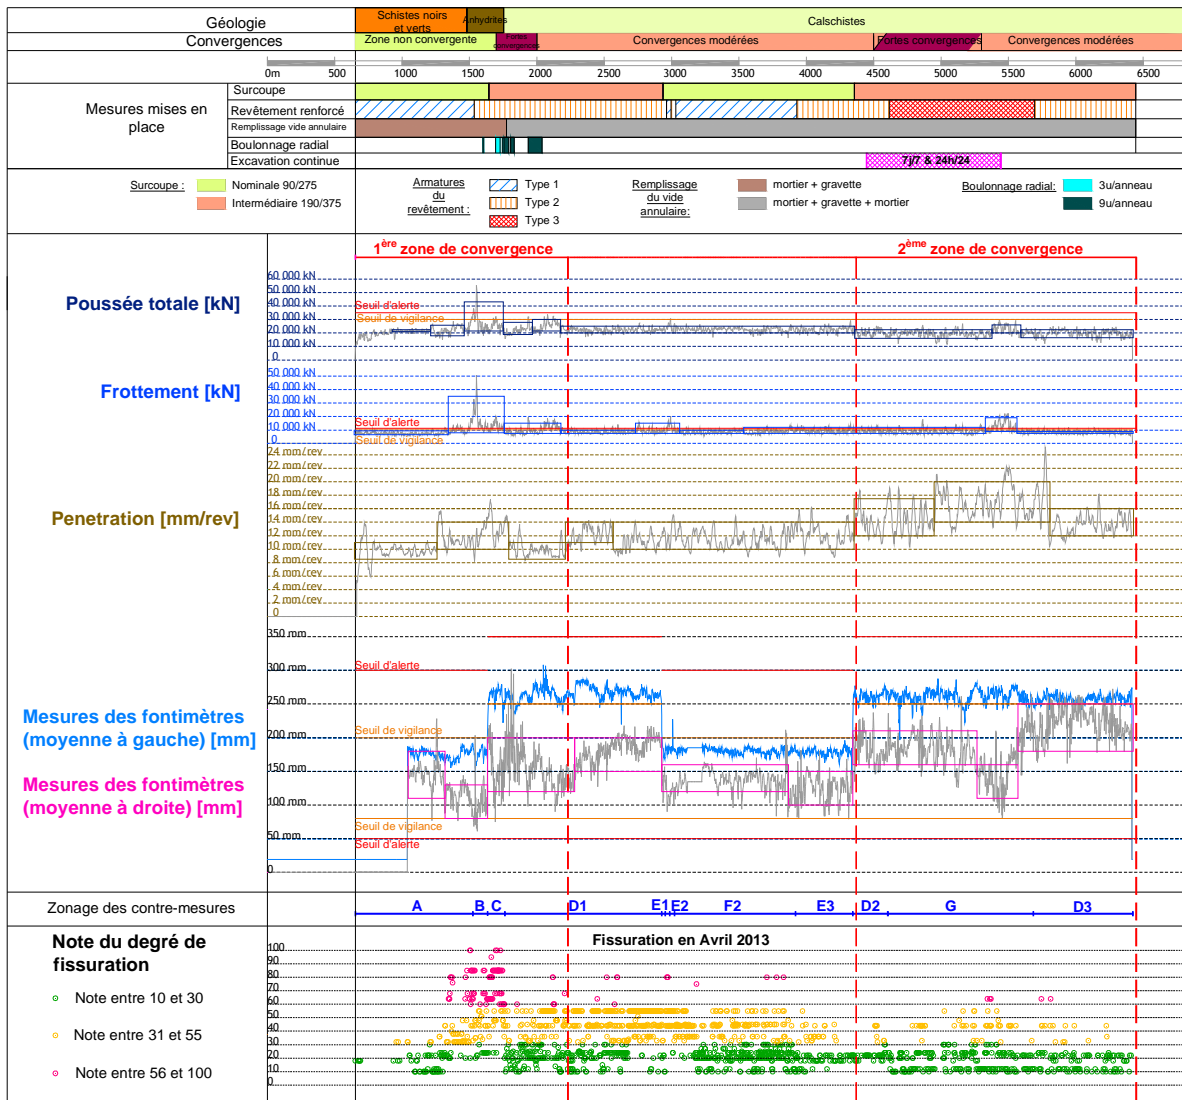 Géologie
Schistes noirs et verts
Anhydrites
Calschistes
Convergences
Zone non convergente
Fortes convergences
Convergences modérées
Fortes convergences
Convergences modérées
0m 500 1000 1500 2000 2500 3000 3500 4000 4500 5000 5500 6000 6500
Mesures mises en place
Surcoupe
Revêtement renforcé
Remplissage vide annulaire
Boulonnage radial
Excavation continue
7j/7 & 24h/24
Surcoupe :
Nominale 90/275
Intermédiaire 190/375
Armatures du revêtement :
Type 1
Type 2
Type 3
Remplissage du vide annulaire:
mortier + gravette
mortier + gravette + mortier
Boulonnage radial:
3u/anneau
9u/anneau
1ère zone de convergence
2ème zone de convergence
Poussée totale [kN]
60 000 kN
50 000 kN
40 000 kN
30 000 kN
20 000 kN
10 000 kN
0
Seuil d'alerte
Seuil de vigilance
Frottement [kN]
50 000 kN
40 000 kN
30 000 kN
20 000 kN
10 000 kN
0
Seuil d'alerte
Seuil de vigilance
Penetration [mm/rev]
24 mm/rev
22 mm/rev
20 mm/rev
18 mm/rev
16 mm/rev
14 mm/rev
12 mm/rev
10 mm/rev
8 mm/rev
6 mm/rev
4 mm/rev
2 mm/rev
0
Mesures des fontimètres (moyenne à gauche) [mm]
Mesures des fontimètres (moyenne à droite) [mm]
350 mm
300 mm
250 mm
200 mm
150 mm
100 mm
50 mm
0
Seuil d'alerte
Seuil de vigilance
Seuil de vigilance
Seuil d'alerte
Zonage des contre-mesures
A B C D1 E1 E2 F2 E3 D2 G D3
Note du degré de fissuration
Fissuration en Avril 2013
100
90
80
70
60
50
40
30
20
10
0
Note entre 10 et 30
Note entre 31 et 55
Note entre 56 et 100